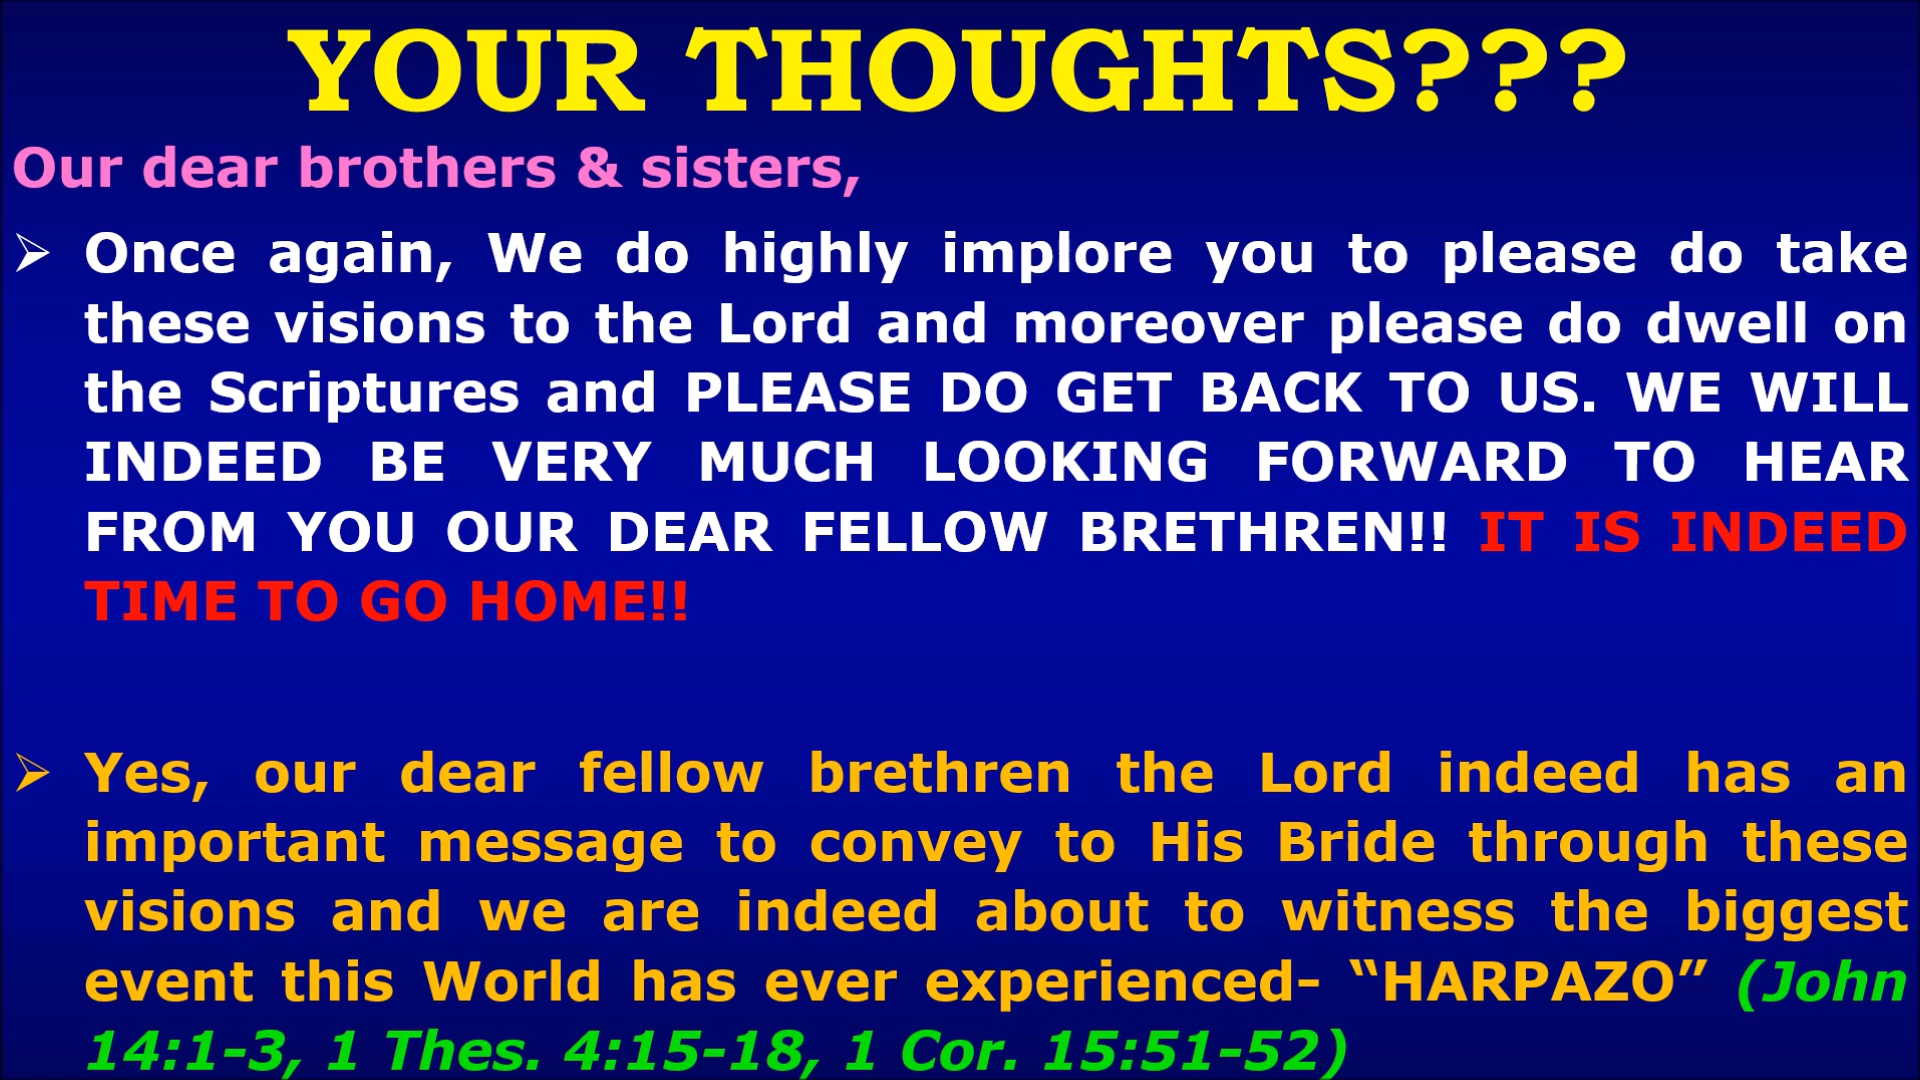 YOUR THOUGHTS???
Our dear brothers & sisters,
➢ Once again, We do highly implore you to please do take
these visions to the Lord and moreover please do dwell on
the Scriptures and PLEASE DO GET BACK TO US. WE WILL
INDEED BE VERY MUCH LOOKING FORWARD TO HEAR
FROM YOU OUR DEAR FELLOW BRETHREN!! IT IS INDEED
TIME TO GO HOME!!
➢ Yes, our dear fellow brethren the Lord indeed has an
important message to convey to His Bride through these
visions and we are indeed about to witness the biggest
event this World has ever experienced- “HARPAZO” (John
14:1-3, 1 Thes. 4:15-18, 1 Cor. 15:51-52)